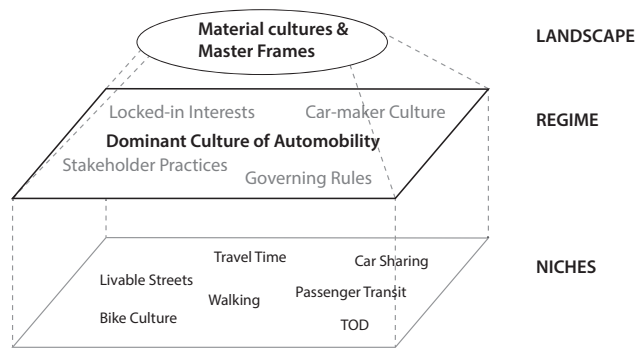 Material cultures &
Master Frames
LANDSCAPE
Locked-in Interests
Car-maker Culture
REGIME
Dominant Culture of Automobility
Stakeholder Practices
Governing Rules
Travel Time
Car Sharing
NICHES
Livable Streets
Walking
Passenger Transit
Bike Culture
TOD